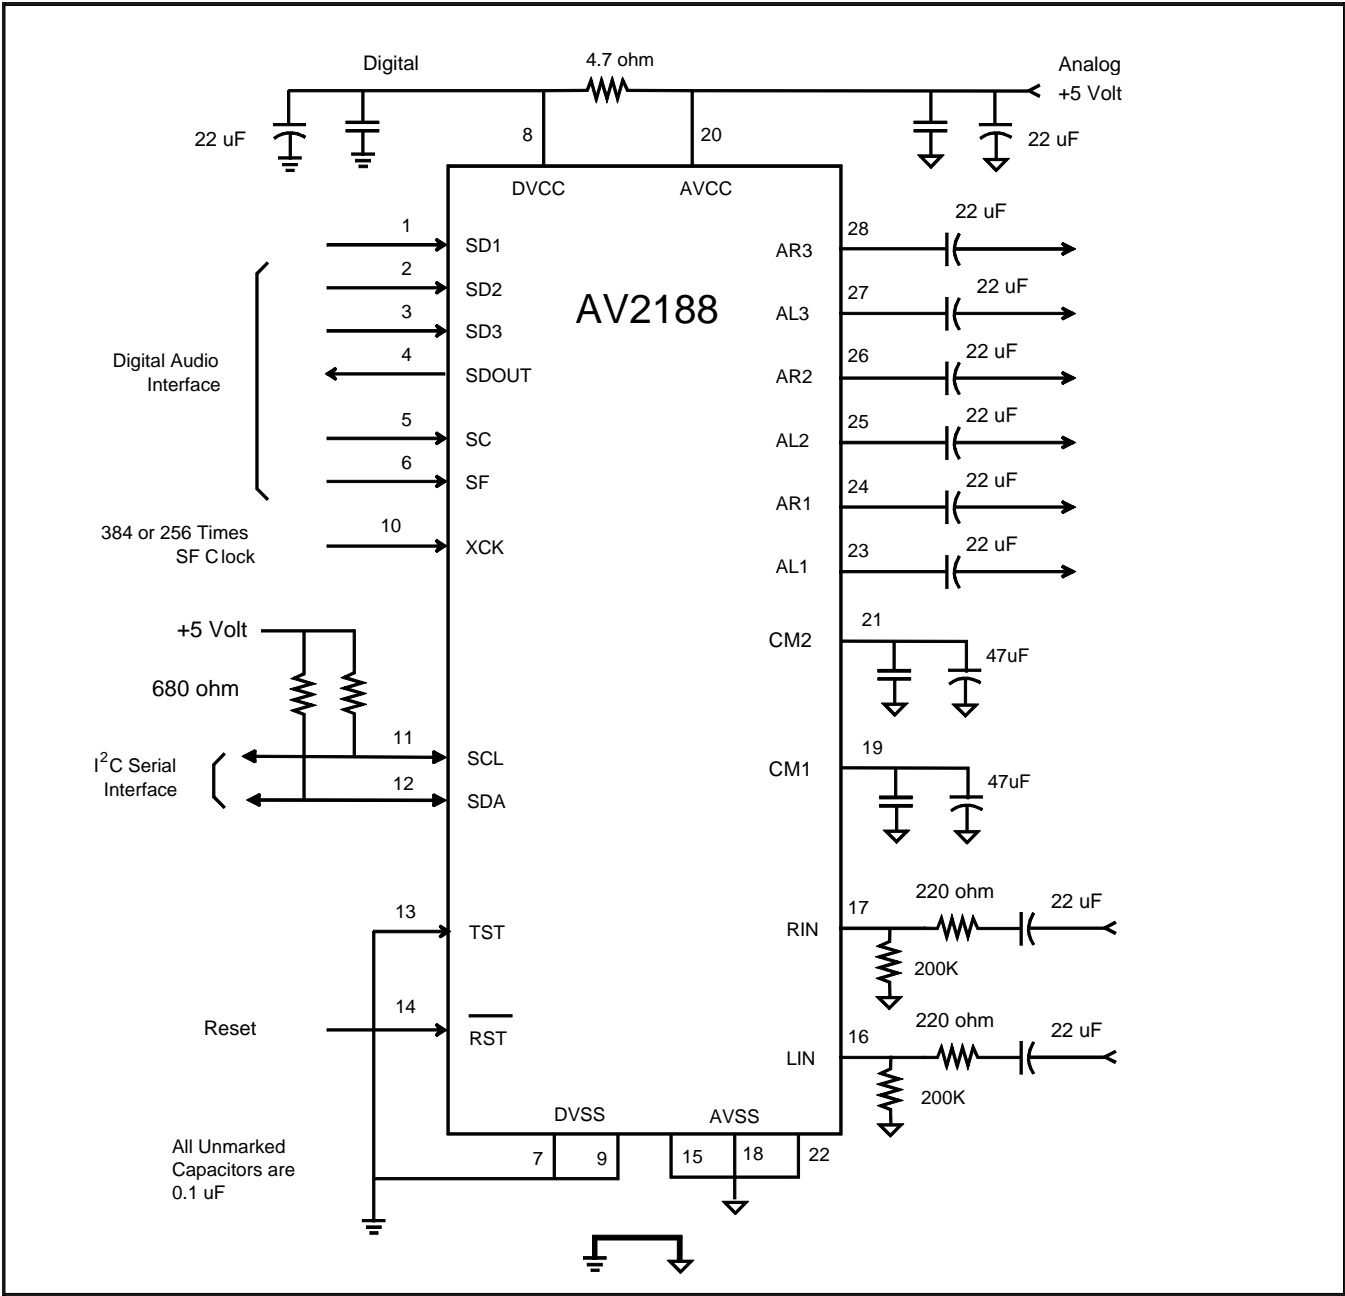 Digital
4.7 ohm
Analog
+5 Volt
22 uF
8
20
22 uF
DVCC
AVCC
AV2188
1
SD1
2
SD2
3
SD3
4
SDOUT
Digital Audio
Interface
5
SC
6
SF
384 or 256 Times
SF Clock
10
XCK
+5 Volt
680 ohm
I²C Serial
Interface
11
SCL
12
SDA
13
TST
Reset
14
RST
28
AR3
22 uF
27
AL3
22 uF
26
AR2
22 uF
25
AL2
22 uF
24
AR1
22 uF
23
AL1
22 uF
21
CM2
47uF
19
CM1
47uF
17
RIN
220 ohm
22 uF
200K
16
LIN
220 ohm
22 uF
200K
DVSS
AVSS
7
9
15
18
22
All Unmarked
Capacitors are
0.1 uF